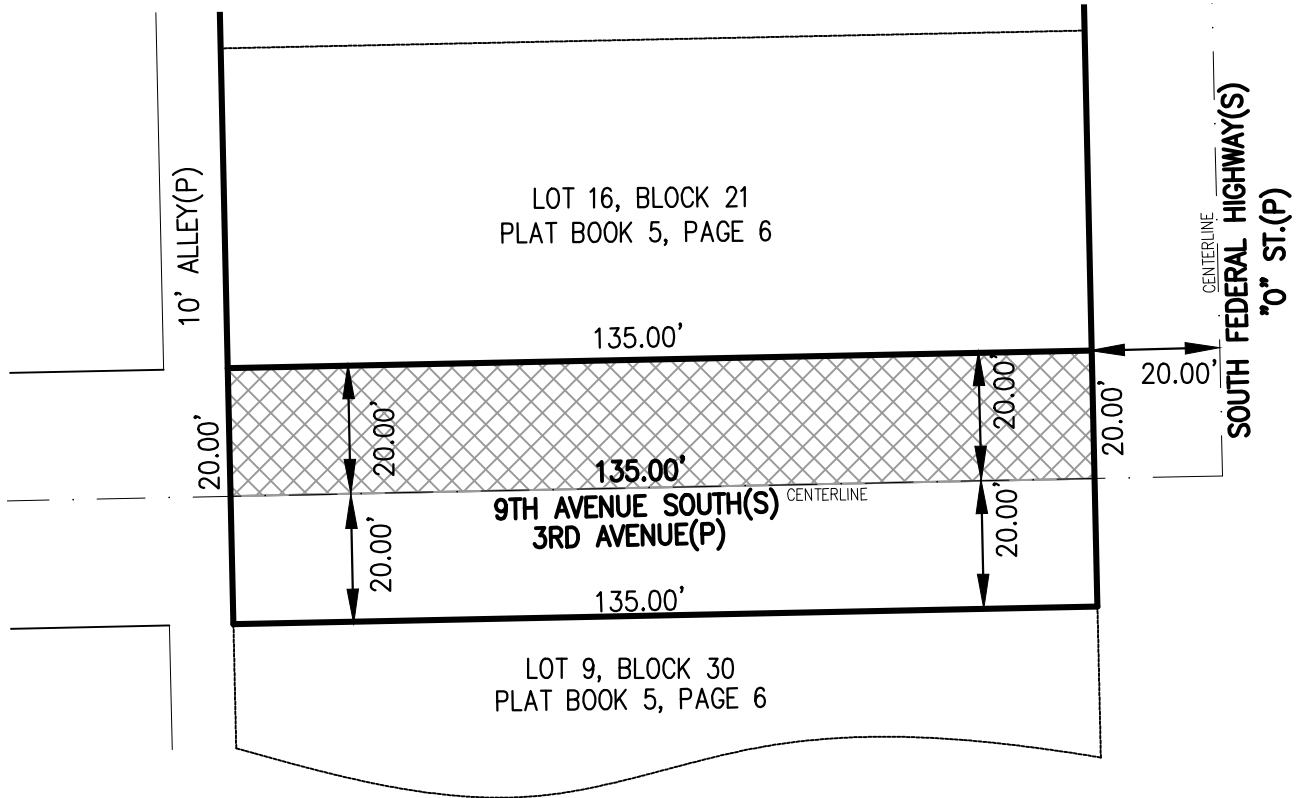 LOT 16, BLOCK 21
PLAT BOOK 5, PAGE 6
10' ALLEY(P)
CENTERLINE
SOUTH FEDERAL HIGHWAY(S)
"O" ST.(P)
135.00'
20.00'
20.00'
20.00'
20.00'
20.00'
135.00'
9TH AVENUE SOUTH(S)
CENTERLINE
3RD AVENUE(P)
20.00'
20.00'
135.00'
LOT 9, BLOCK 30
PLAT BOOK 5, PAGE 6